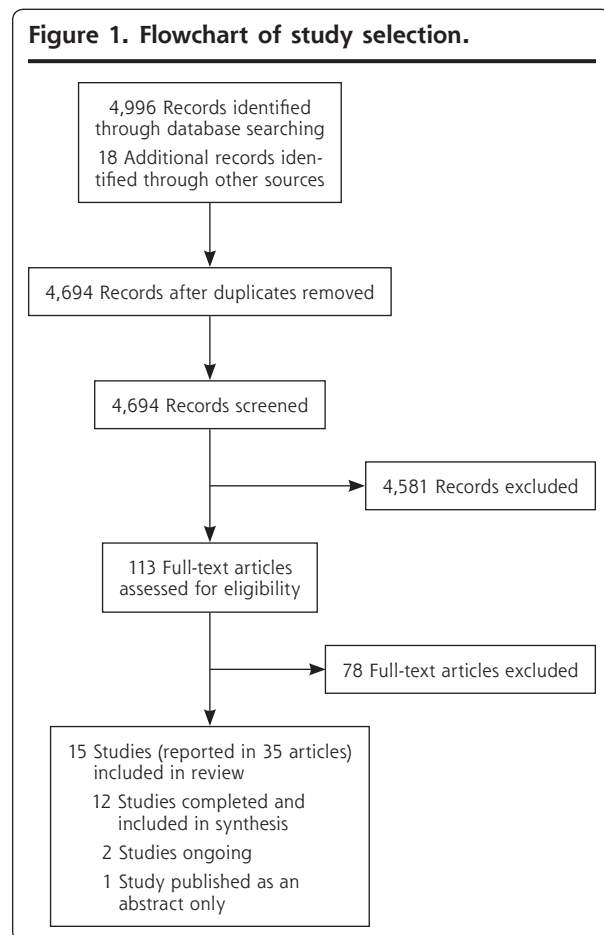 Figure 1. Flowchart of study selection.
4,996 Records identified
through database searching
18 Additional records iden-
tified through other sources
4,694 Records after duplicates removed
4,694 Records screened
4,581 Records excluded
113 Full-text articles
assessed for eligibility
78 Full-text articles excluded
15 Studies (reported in 35 articles)
included in review
12 Studies completed and
included in synthesis
2 Studies ongoing
1 Study published as an
abstract only